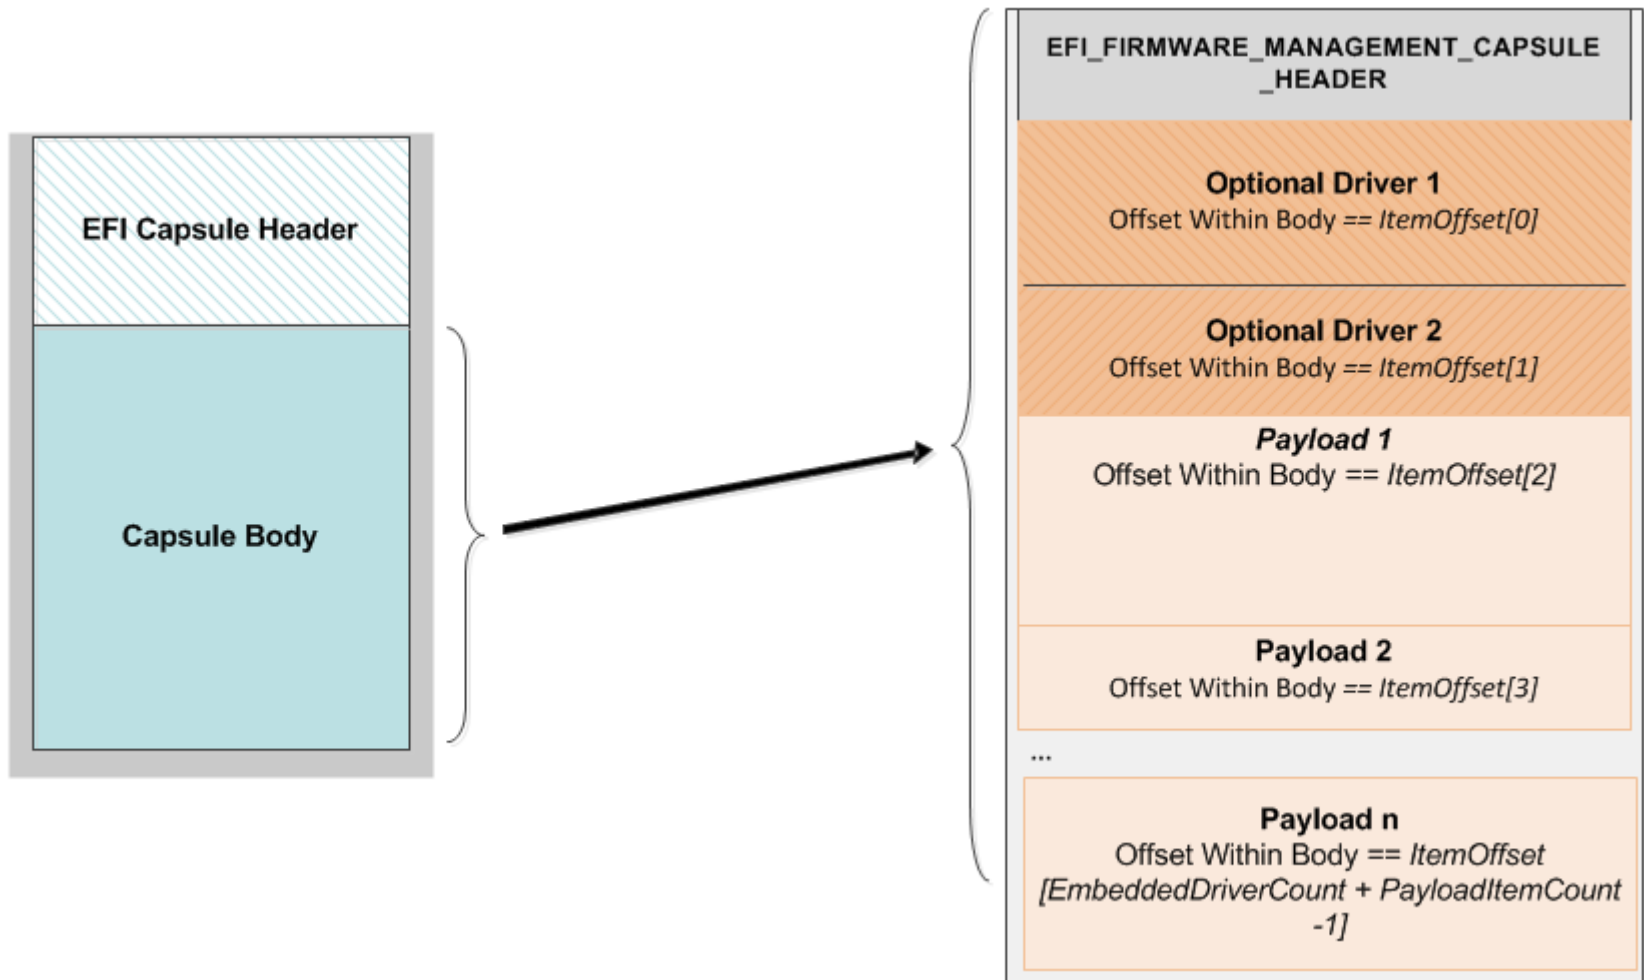 EFI Capsule Header
Capsule Body
EFI_FIRMWARE_MANAGEMENT_CAPSULE
_HEADER
Optional Driver 1
Offset Within Body == ItemOffset[0]
Optional Driver 2
Offset Within Body == ItemOffset[1]
Payload 1
Offset Within Body == ItemOffset[2]
Payload 2
Offset Within Body == ItemOffset[3]
...
Payload n
Offset Within Body == ItemOffset
[EmbeddedDriverCount + PayloadItemCount
-1]